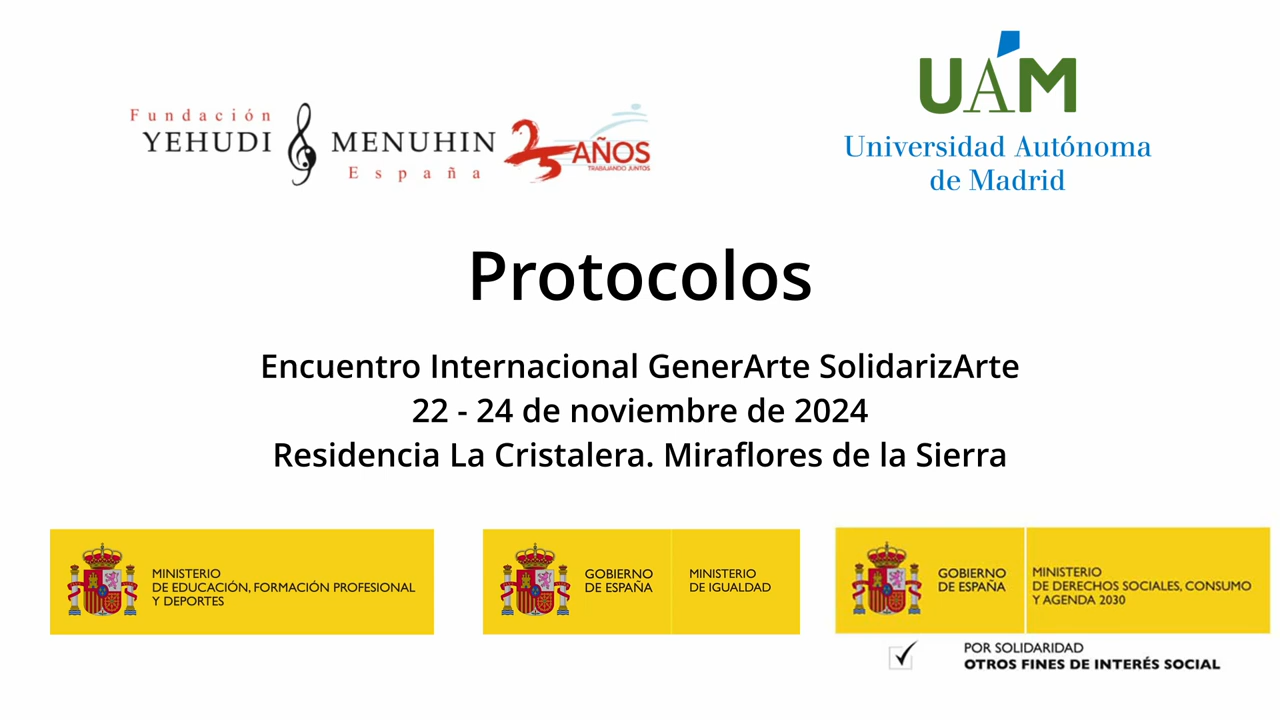 Fundación
YEHUDI MENUHIN
España
25 AÑOS
TRABAJANDO JUNTOS
UAM
Universidad Autónoma
de Madrid
Protocolos
Encuentro Internacional GenerArte SolidarizArte
22 - 24 de noviembre de 2024
Residencia La Cristalera. Miraflores de la Sierra
MINISTERIO
DE EDUCACIÓN, FORMACIÓN PROFESIONAL
Y DEPORTES
GOBIERNO
DE ESPAÑA
MINISTERIO
DE IGUALDAD
GOBIERNO
DE ESPAÑA
MINISTERIO
DE DERECHOS SOCIALES, CONSUMO
Y AGENDA 2030
POR SOLIDARIDAD
OTROS FINES DE INTERÉS SOCIAL